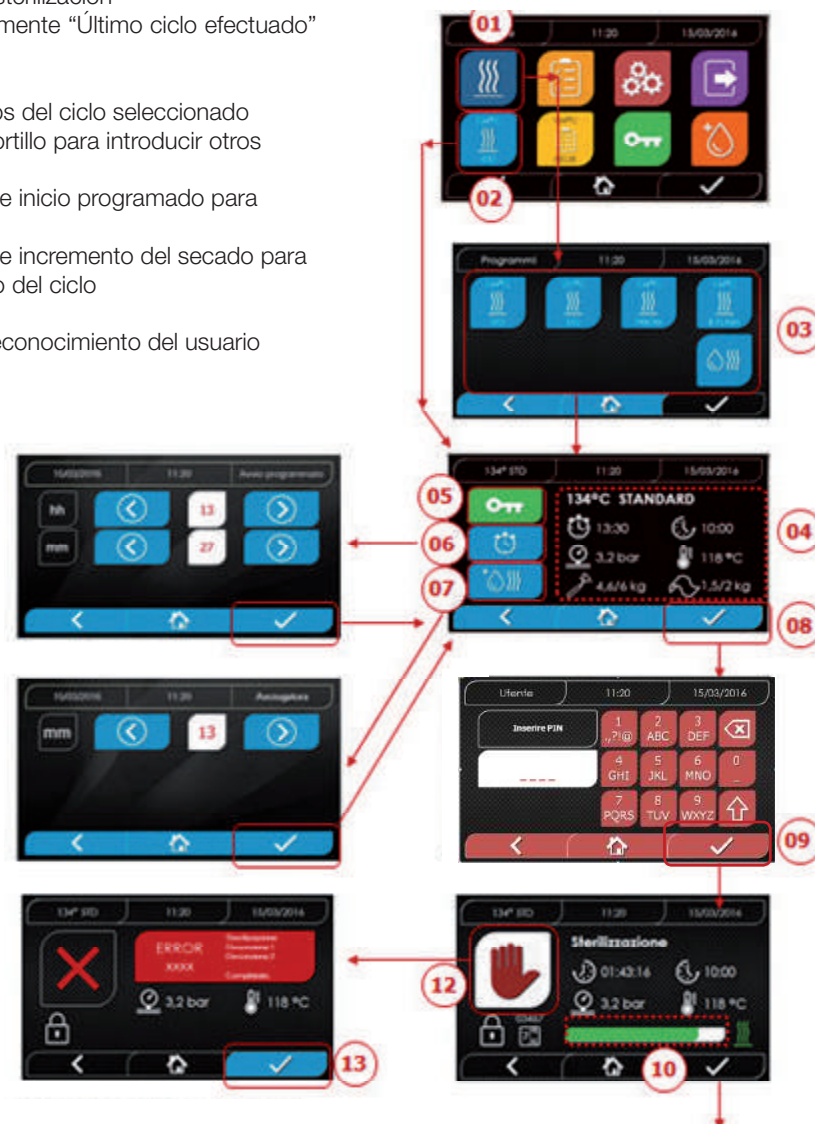 sterilización
mente “Último ciclo efectuado”
os del ciclo seleccionado
ortillo para introducir otros
e inicio programado para
e incremento del secado para
o del ciclo
econocimiento del usuario
01
11:20 15/03/2016
02
Programmi 11:20 15/03/2016
03
15/03/2016 11:20 Avvio programmato
hh 13
mm 27
134° STD 11:20 15/03/2016
05
06
07
134°C STANDARD
13:30 10:00
3,2 bar 118 °C
4,6/6 kg 1,5/2 kg
04
08
15/03/2016 11:20 Asciugatura
mm 13
Utente 11:20 15/03/2016
Inserire PIN
_ _ _ _
1 .,?!@ 2 ABC 3 DEF
4 GHI 5 JKL 6 MNO 0 _
7 PQRS 8 TUV 9 WXYZ
09
134° STD 11:20 15/03/2016
ERROR
XXXX
Completato
3,2 bar 118 °C
13
134° STD 11:20 15/03/2016
Sterilizzazione
01:43:16 10:00
3,2 bar 118 °C
12
10